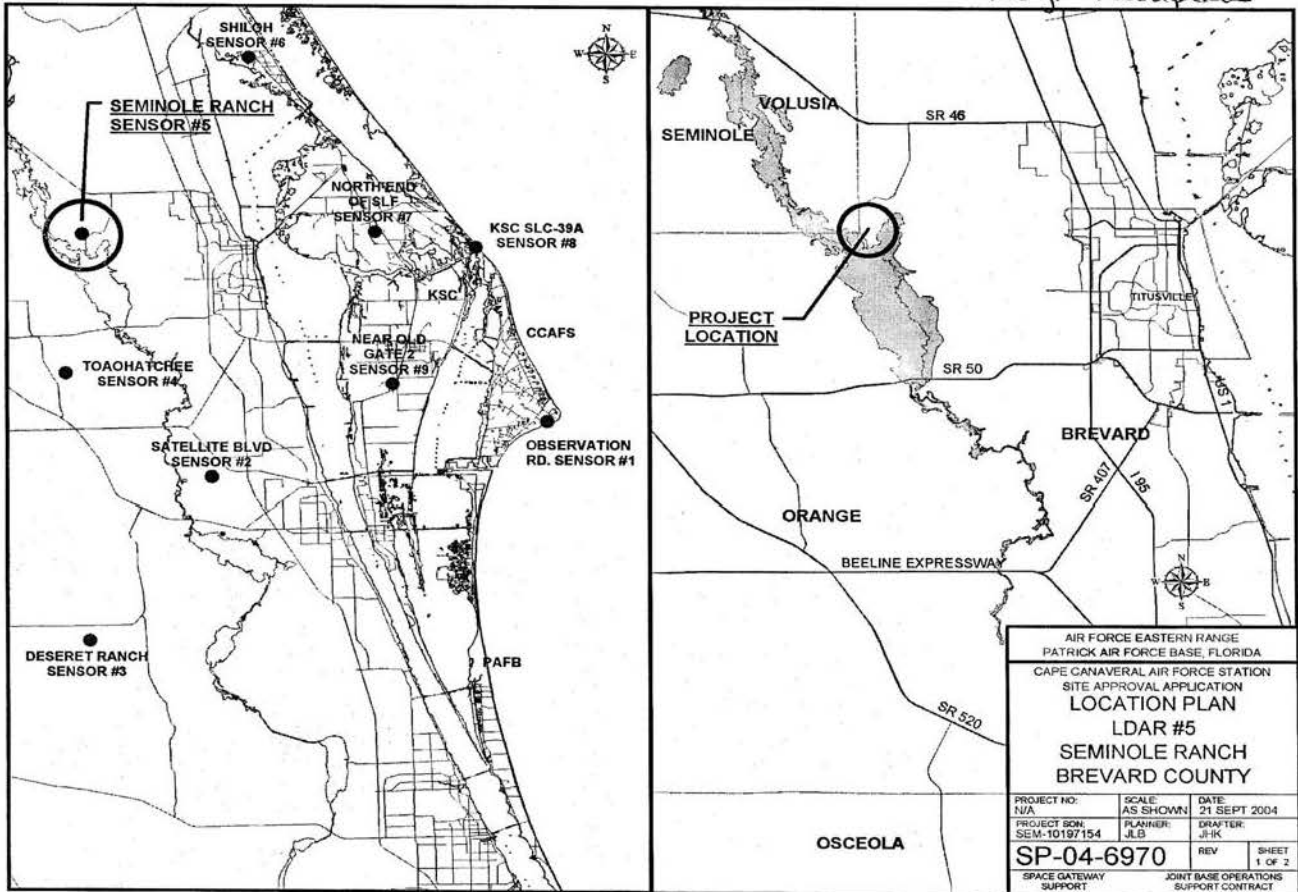 SHILOH
SENSOR #6
N
W
E
S
SEMINOLE RANCH
SENSOR #5
NORTH END
OF SLF
SENSOR #7
KSC SLC-39A
SENSOR #8
KSC
CCAFS
NEAR OLD
GATE 2
SENSOR #9
TOAOHATCHEE
SENSOR #4
SATELLITE BLVD
SENSOR #2
OBSERVATION
RD. SENSOR #1
DESERET RANCH
SENSOR #3
PAFB
VOLUSIA
SEMINOLE
SR 46
PROJECT
LOCATION
TITUSVILLE
SR 50
US 1
BREVARD
SR 407
I 95
ORANGE
BEELINE EXPRESSWAY
N
W
E
S
SR 520
OSCEOLA
AIR FORCE EASTERN RANGE
PATRICK AIR FORCE BASE, FLORIDA
CAPE CANAVERAL AIR FORCE STATION
SITE APPROVAL APPLICATION
LOCATION PLAN
LDAR #5
SEMINOLE RANCH
BREVARD COUNTY
PROJECT NO: SCALE: DATE:
N/A AS SHOWN 21 SEPT 2004
PROJECT SON: PLANNER: DRAFTER:
SEM-10197154 JLB JHK
SP-04-6970 REV SHEET
1 OF 2
SPACE GATEWAY JOINT BASE OPERATIONS
SUPPORT SUPPORT CONTRACT